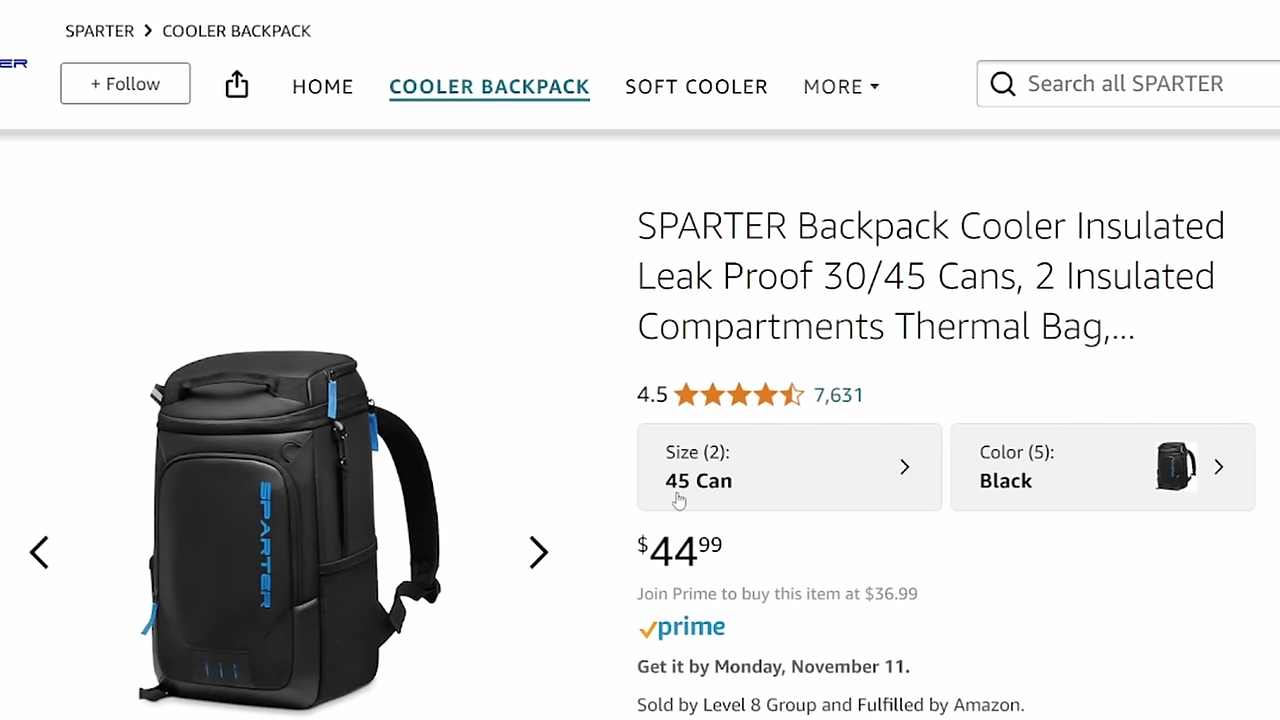 SPARTER > COOLER BACKPACK
ER
+ Follow
HOME
COOLER BACKPACK
SOFT COOLER
MORE
Search all SPARTER
SPARTER Backpack Cooler Insulated
Leak Proof 30/45 Cans, 2 Insulated
Compartments Thermal Bag,...
4.5
7,631
Size (2):
45 Can
Color (5):
Black
$44.99
Join Prime to buy this item at $36.99
prime
Get it by Monday, November 11.
Sold by Level 8 Group and Fulfilled by Amazon.
SPARTER